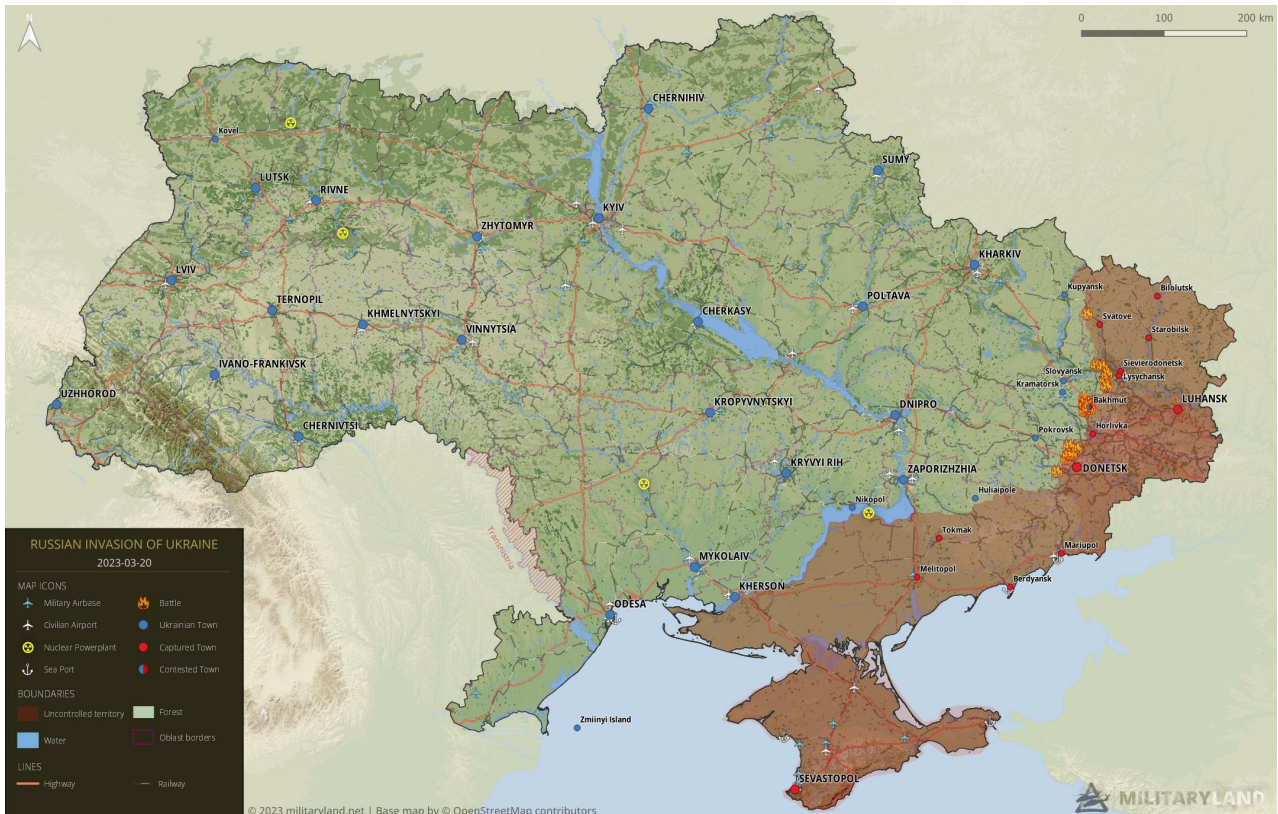 N
0 100 200 km
CHERNIHIV
Kovel
SUMY
LUTSK
RIVNE
KYIV
ZHYTOMYR
KHARKIV
LVIV
Kupyansk
Bilolutsk
TERNOPIL
POLTAVA
KHMELNYTSKYI
CHERKASY
Svatove
VINNYTSIA
Starobilsk
IVANO-FRANKIVSK
Sievierodonetsk
Slovyansk
Lysychansk
Kramatorsk
UZHHOROD
KROPYVNYTSKYI
DNIPRO
Bakhmut
LUHANSK
CHERNIVTSI
Pokrovsk
Horlivka
KRYVYI RIH
ZAPORIZHZHIA
DONETSK
Nikopol
Huliaipole
Transnistria
Tokmak
Mariupol
MYKOLAIV
Melitopol
Berdyansk
KHERSON
ODESA
Zmiinyi Island
SEVASTOPOL
RUSSIAN INVASION OF UKRAINE
2023-03-20
MAP ICONS
Military Airbase Battle
Civilian Airport Ukrainian Town
Nuclear Powerplant Captured Town
Sea Port Contested Town
BOUNDARIES
Uncontrolled territory Forest
Water Oblast borders
LINES
Highway Railway
© 2023 militaryland.net | Base map by © OpenStreetMap contributors
MILITARYLAND